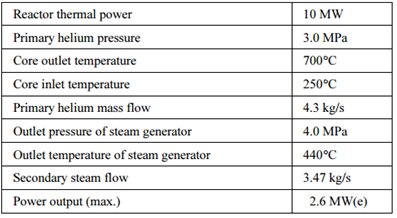 Reactor thermal power 10 MW
Primary helium pressure 3.0 MPa
Core outlet temperature 700°C
Core inlet temperature 250°C
Primary helium mass flow 4.3 kg/s
Outlet pressure of steam generator 4.0 MPa
Outlet temperature of steam generator 440°C
Secondary steam flow 3.47 kg/s
Power output (max.) 2.6 MW(e)